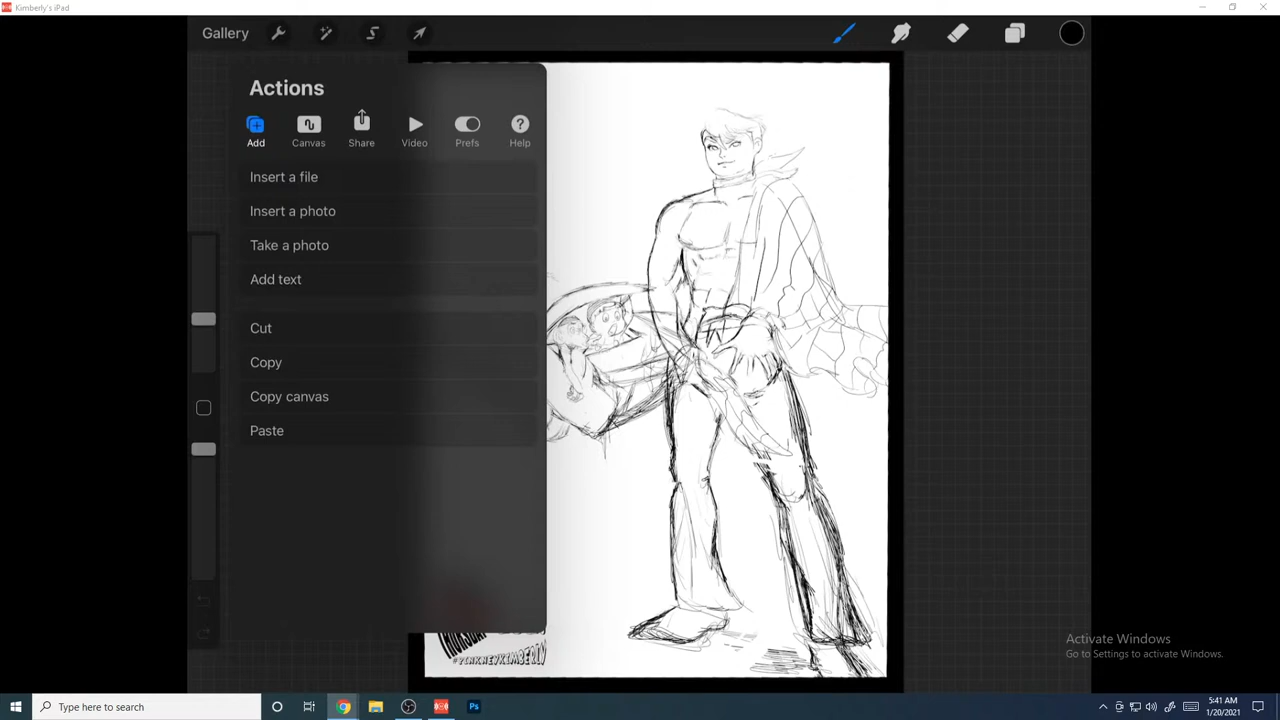 Kimberly's iPad
Gallery
Actions
Add Canvas Share Video Prefs Help
Insert a file
Insert a photo
Take a photo
Add text
Cut
Copy
Copy canvas
Paste
Activate Windows
Go to Settings to activate Windows.
Type here to search
Ps
5:41 AM
1/20/2021